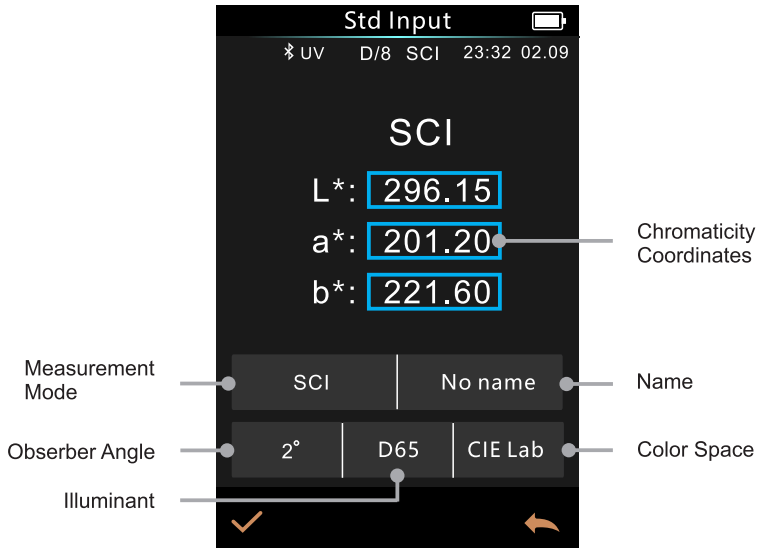 Std Input
UV D/8 SCI 23:32 02.09
SCI
L*: 296.15
a*: 201.20
b*: 221.60
Chromaticity
Coordinates
Measurement
Mode
SCI
No name
Name
Obserber Angle
2°
D65
CIE Lab
Color Space
Illuminant